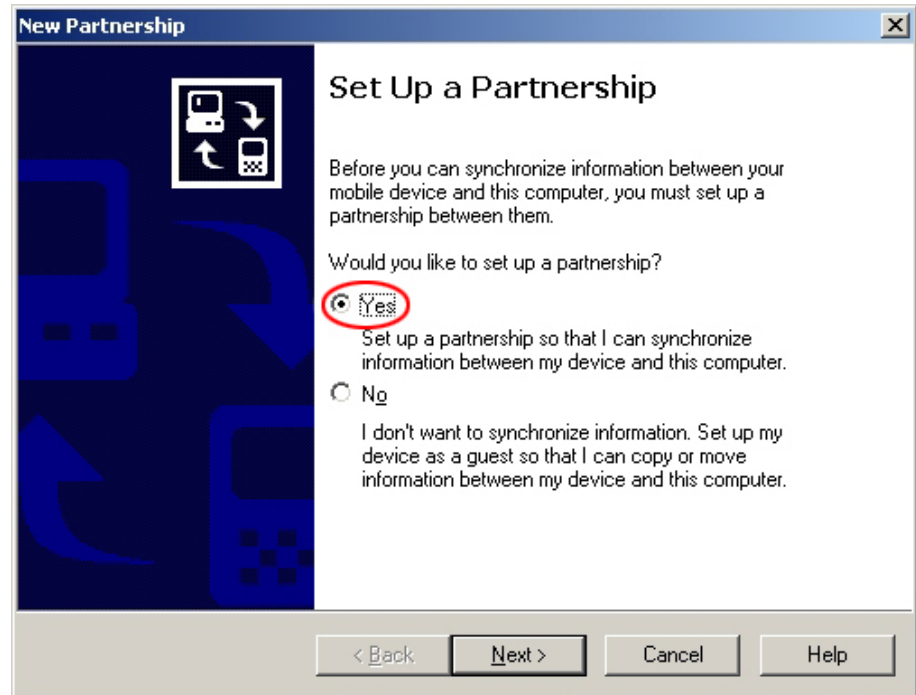 New Partnership
Set Up a Partnership
Before you can synchronize information between your
mobile device and this computer, you must set up a
partnership between them.
Would you like to set up a partnership?
Yes
Set up a partnership so that I can synchronize
information between my device and this computer.
No
I don't want to synchronize information. Set up my
device as a guest so that I can copy or move
information between my device and this computer.
< Back Next > Cancel Help